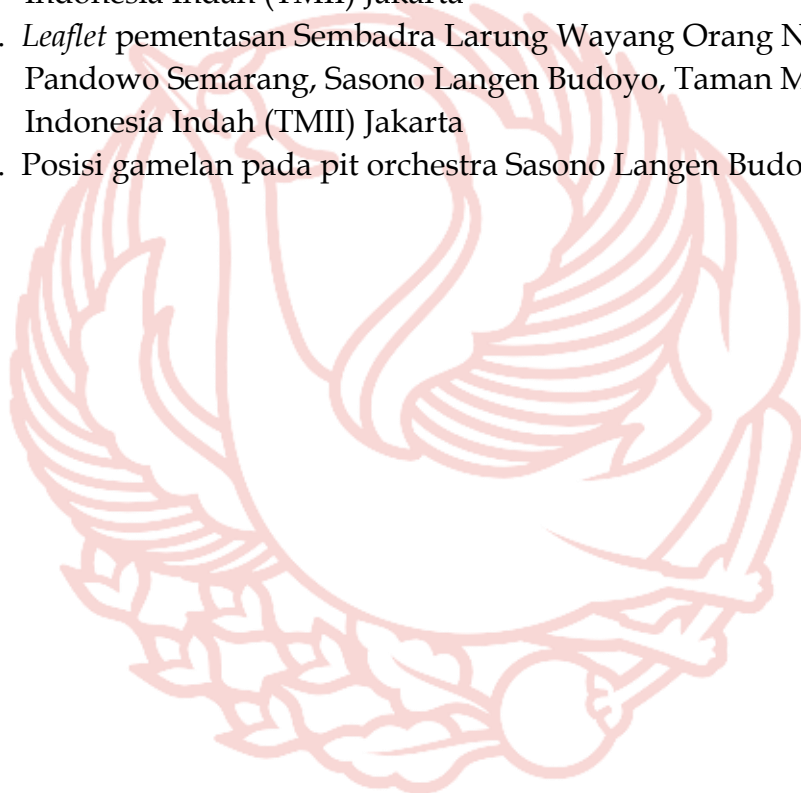 Indonesia Indah (TMII) Jakarta
. Leaflet pementasan Sembadra Larung Wayang Orang N
Pandowo Semarang, Sasono Langen Budoyo, Taman M
Indonesia Indah (TMII) Jakarta
. Posisi gamelan pada pit orchestra Sasono Langen Budo